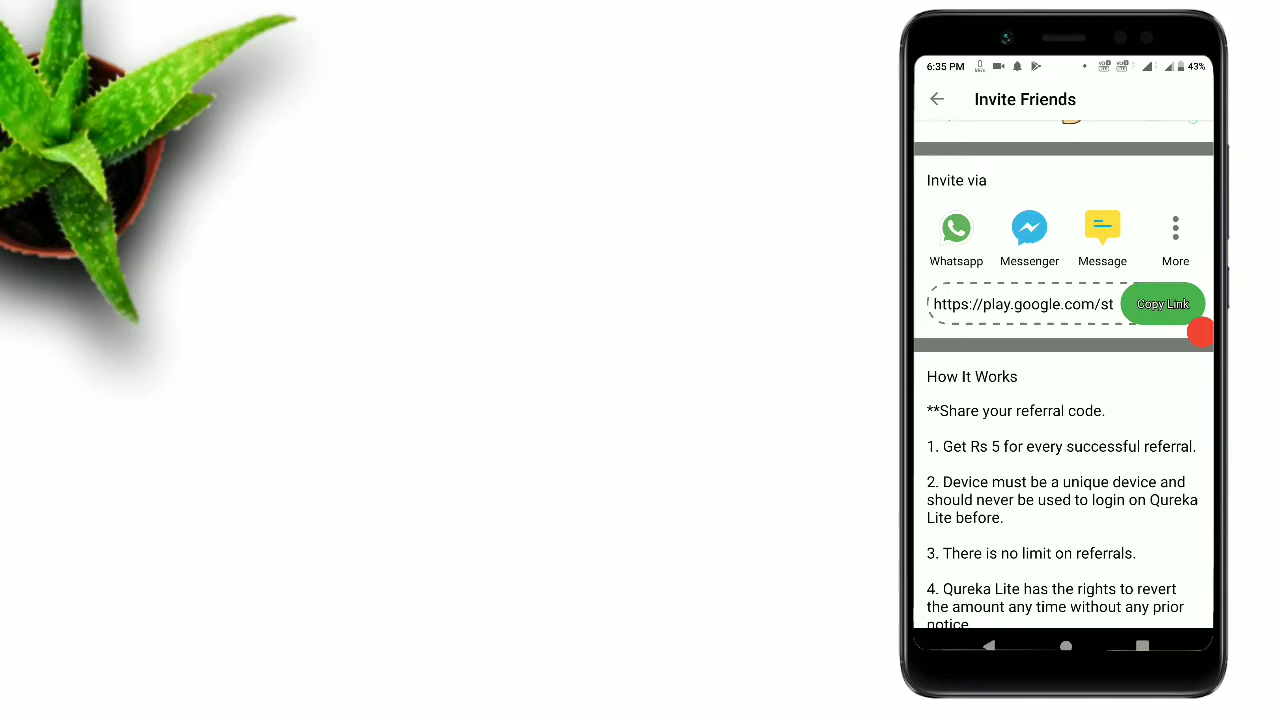 6:35 PM 43%
Invite Friends
Invite via
Whatsapp Messenger Message More
https://play.google.com/st Copy Link
How It Works
**Share your referral code.
1. Get Rs 5 for every successful referral.
2. Device must be a unique device and
should never be used to login on Qureka
Lite before.
3. There is no limit on referrals.
4. Qureka Lite has the rights to revert
the amount any time without any prior
notice